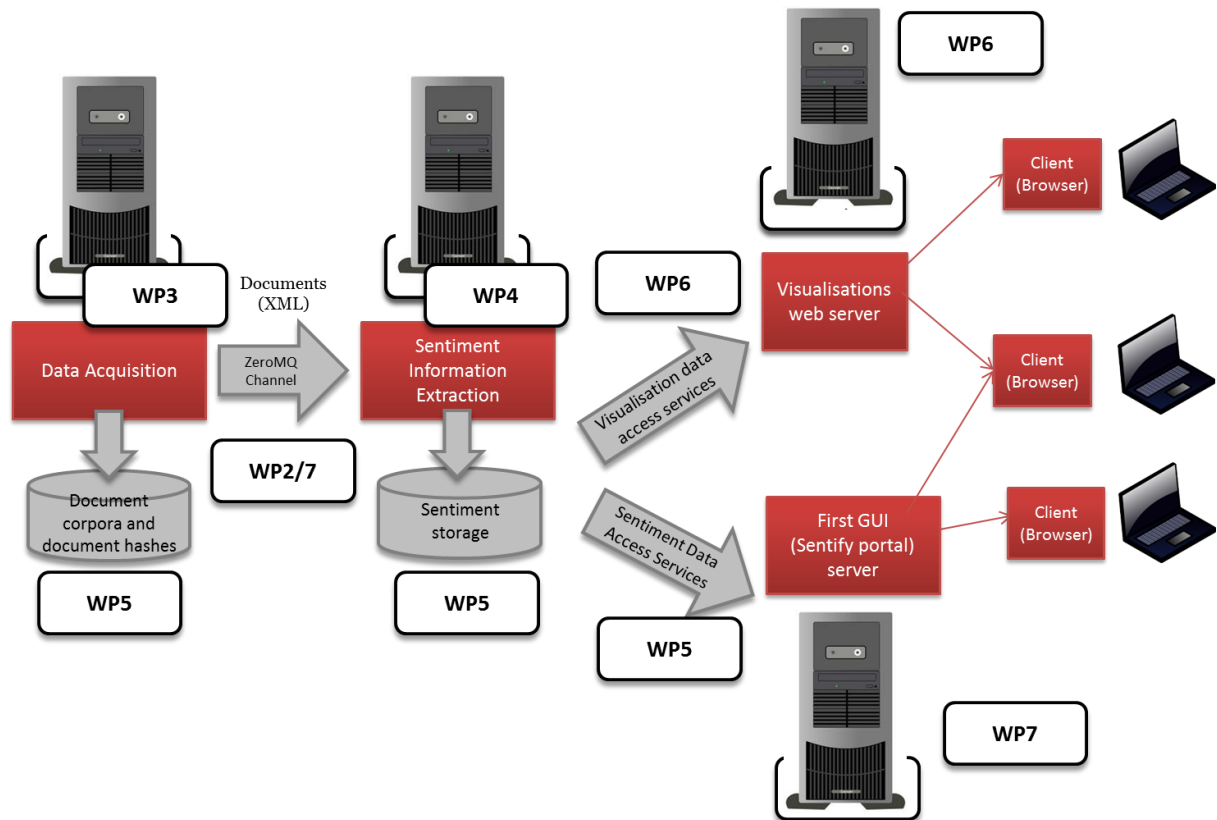 WP6
Client
(Browser)
WP3
Documents
(XML)
WP4
WP6
Visualisations
web server
Data Acquisition
ZeroMQ
Channel
Sentiment
Information
Extraction
Visualisation data
access services
Client
(Browser)
WP2/7
Document
corpora and
document hashes
Sentiment
storage
Sentiment Data
Access Services
First GUI
(Sentify portal)
server
Client
(Browser)
WP5
WP5
WP5
WP7